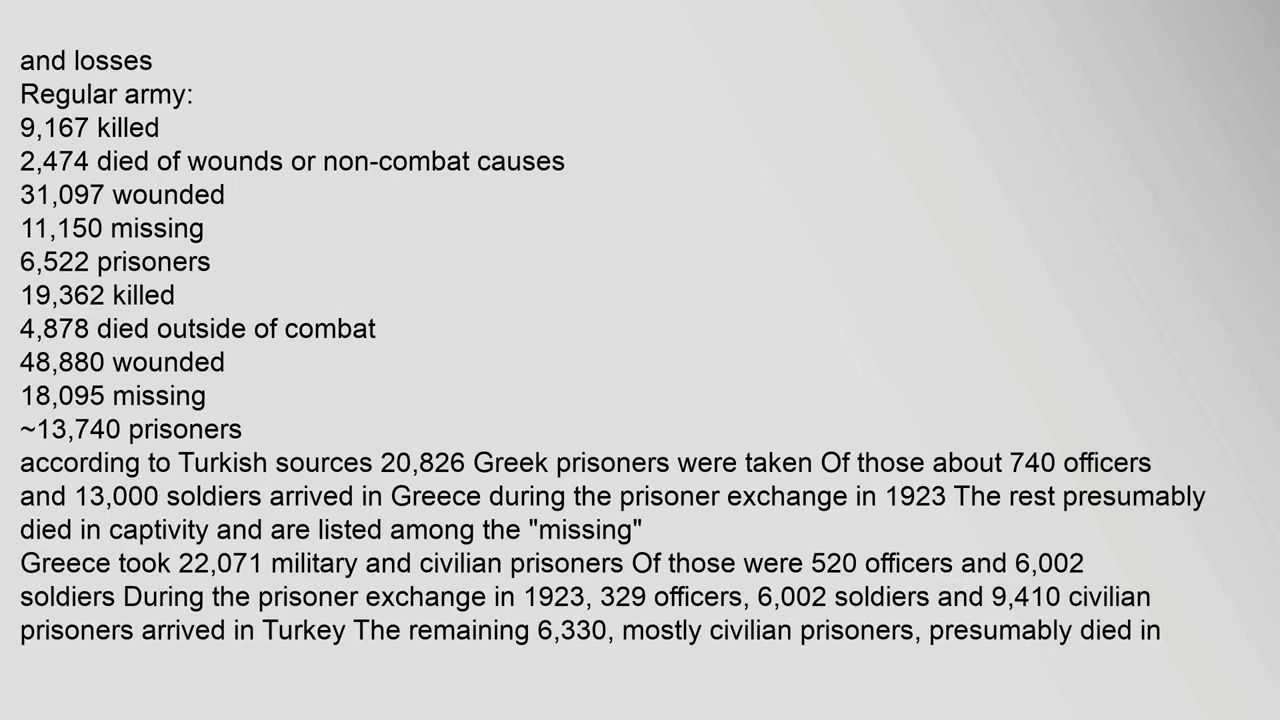 and losses
Regular army:
9,167 killed
2,474 died of wounds or non-combat causes
31,097 wounded
11,150 missing
6,522 prisoners
19,362 killed
4,878 died outside of combat
48,880 wounded
18,095 missing
~13,740 prisoners
according to Turkish sources 20,826 Greek prisoners were taken Of those about 740 officers
and 13,000 soldiers arrived in Greece during the prisoner exchange in 1923 The rest presumably
died in captivity and are listed among the "missing"
Greece took 22,071 military and civilian prisoners Of those were 520 officers and 6,002
soldiers During the prisoner exchange in 1923, 329 officers, 6,002 soldiers and 9,410 civilian
prisoners arrived in Turkey The remaining 6,330, mostly civilian prisoners, presumably died in